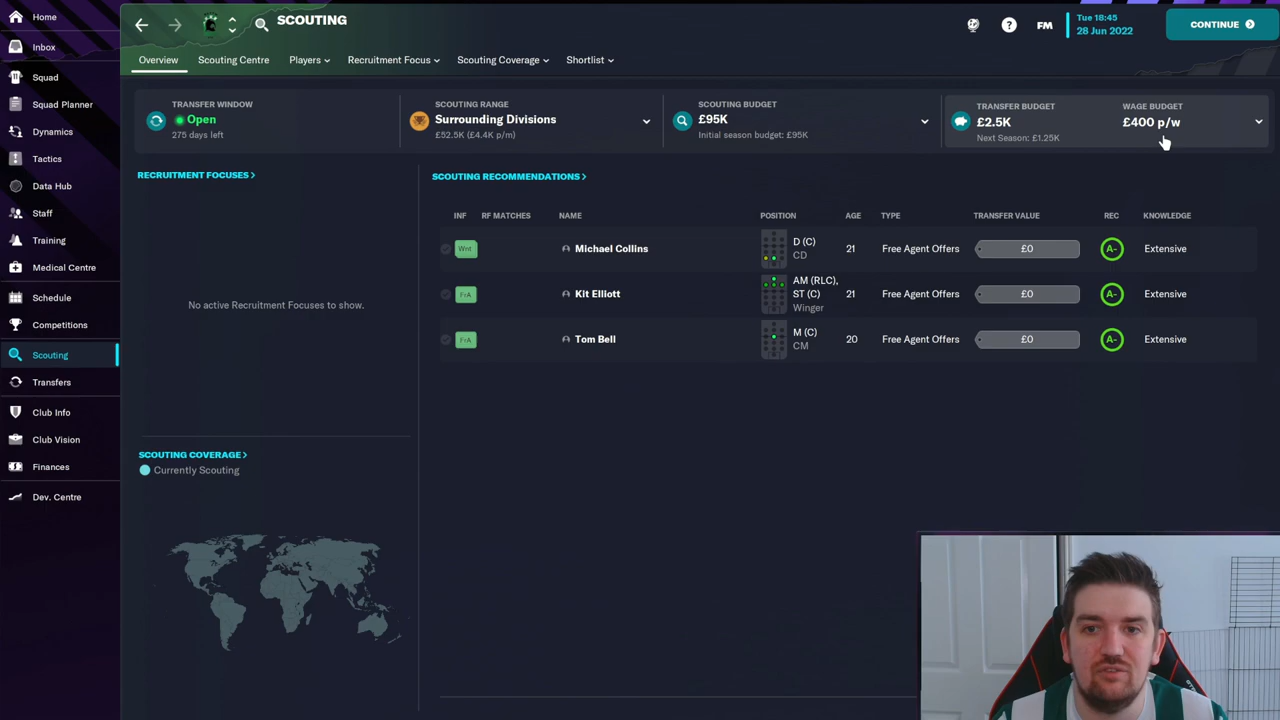 Home
Inbox
Squad
Squad Planner
Dynamics
Tactics
Data Hub
Staff
Training
Medical Centre
Schedule
Competitions
Scouting
Transfers
Club Info
Club Vision
Finances
Dev. Centre
SCOUTING
FM
Tue 18:45
28 Jun 2022
CONTINUE
Overview
Scouting Centre
Players
Recruitment Focus
Scouting Coverage
Shortlist
TRANSFER WINDOW
Open
275 days left
SCOUTING RANGE
Surrounding Divisions
£52.5K (£4.4K p/m)
SCOUTING BUDGET
£95K
Initial season budget: £95K
TRANSFER BUDGET
£2.5K
Next Season: £1.25K
WAGE BUDGET
£400 p/w
RECRUITMENT FOCUSES >
No active Recruitment Focuses to show.
SCOUTING COVERAGE >
Currently Scouting
SCOUTING RECOMMENDATIONS >
INF RF MATCHES NAME POSITION AGE TYPE TRANSFER VALUE REC KNOWLEDGE
Wnt Michael Collins D (C) CD 21 Free Agent Offers £0 A- Extensive
FrA Kit Elliott AM (RLC), ST (C) Winger 21 Free Agent Offers £0 A- Extensive
FrA Tom Bell M (C) CM 20 Free Agent Offers £0 A- Extensive